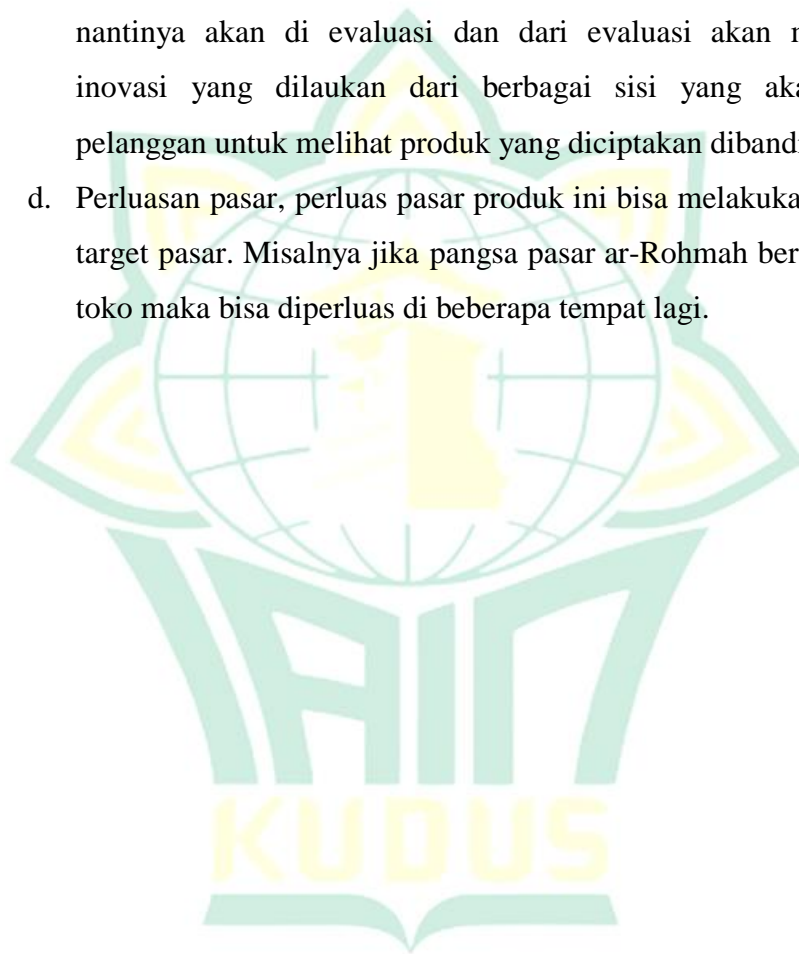 nantinya akan di evaluasi dan dari evaluasi akan
inovasi yang dilaukan dari berbagai sisi yang
pelanggan untuk melihat produk yang diciptakan
d. Perluasan pasar, perluas pasar produk ini bisa
target pasar. Misalnya jika pangsa pasar ar-Rohmah
toko maka bisa diperluas di beberapa tempat lagi.
IAIN
KUDUS